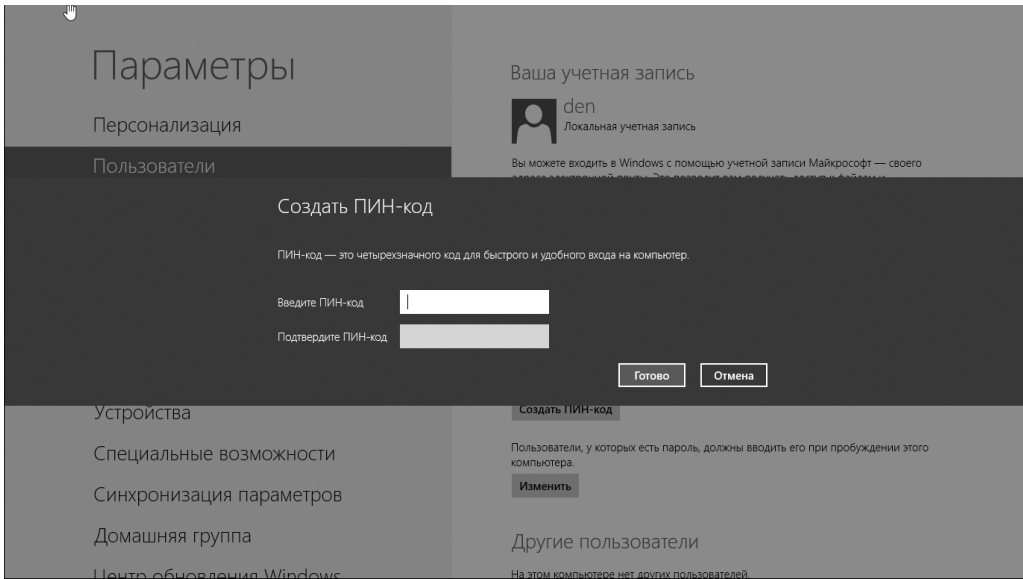 Параметры
Персонализация
Пользователи
Ваша учетная запись
den
Локальная учетная запись
Вы можете входить в Windows с помощью учетной записи Майкрософт — своего
Создать ПИН-код
ПИН-код — это четырехзначного код для быстрого и удобного входа на компьютер.
Введите ПИН-код
Подтвердите ПИН-код
Готово
Отмена
Устройства
Специальные возможности
Синхронизация параметров
Домашняя группа
Центр обновления Windows
Создать ПИН-код
Пользователи, у которых есть пароль, должны вводить его при пробуждении этого
компьютера.
Изменить
Другие пользователи
На этом компьютере нет других пользователей.